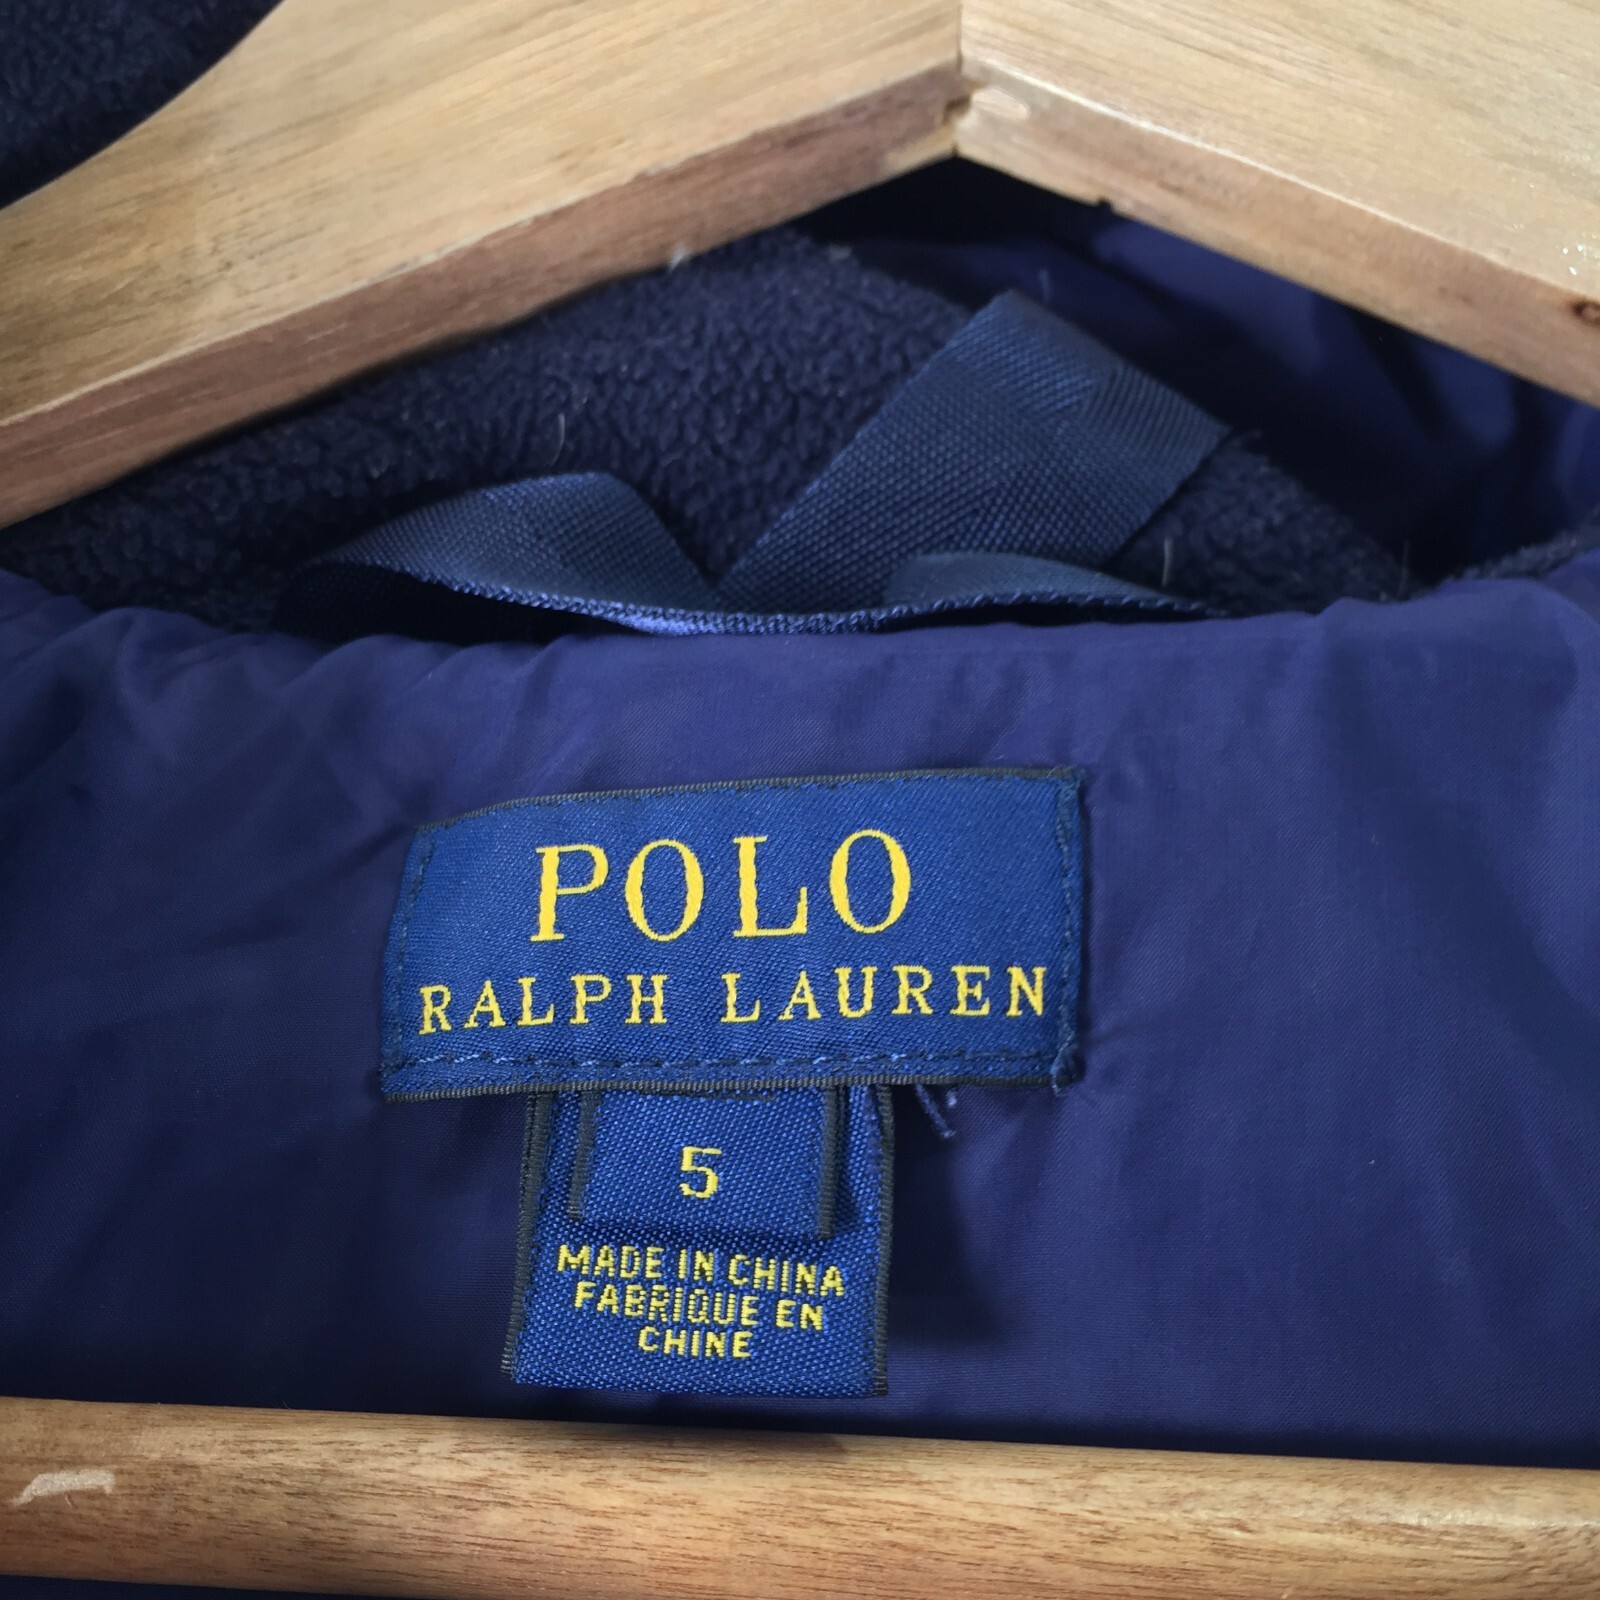 POLO
RALPH LAUREN
5
MADE IN CHINA
FABRIQUE EN
CHINE